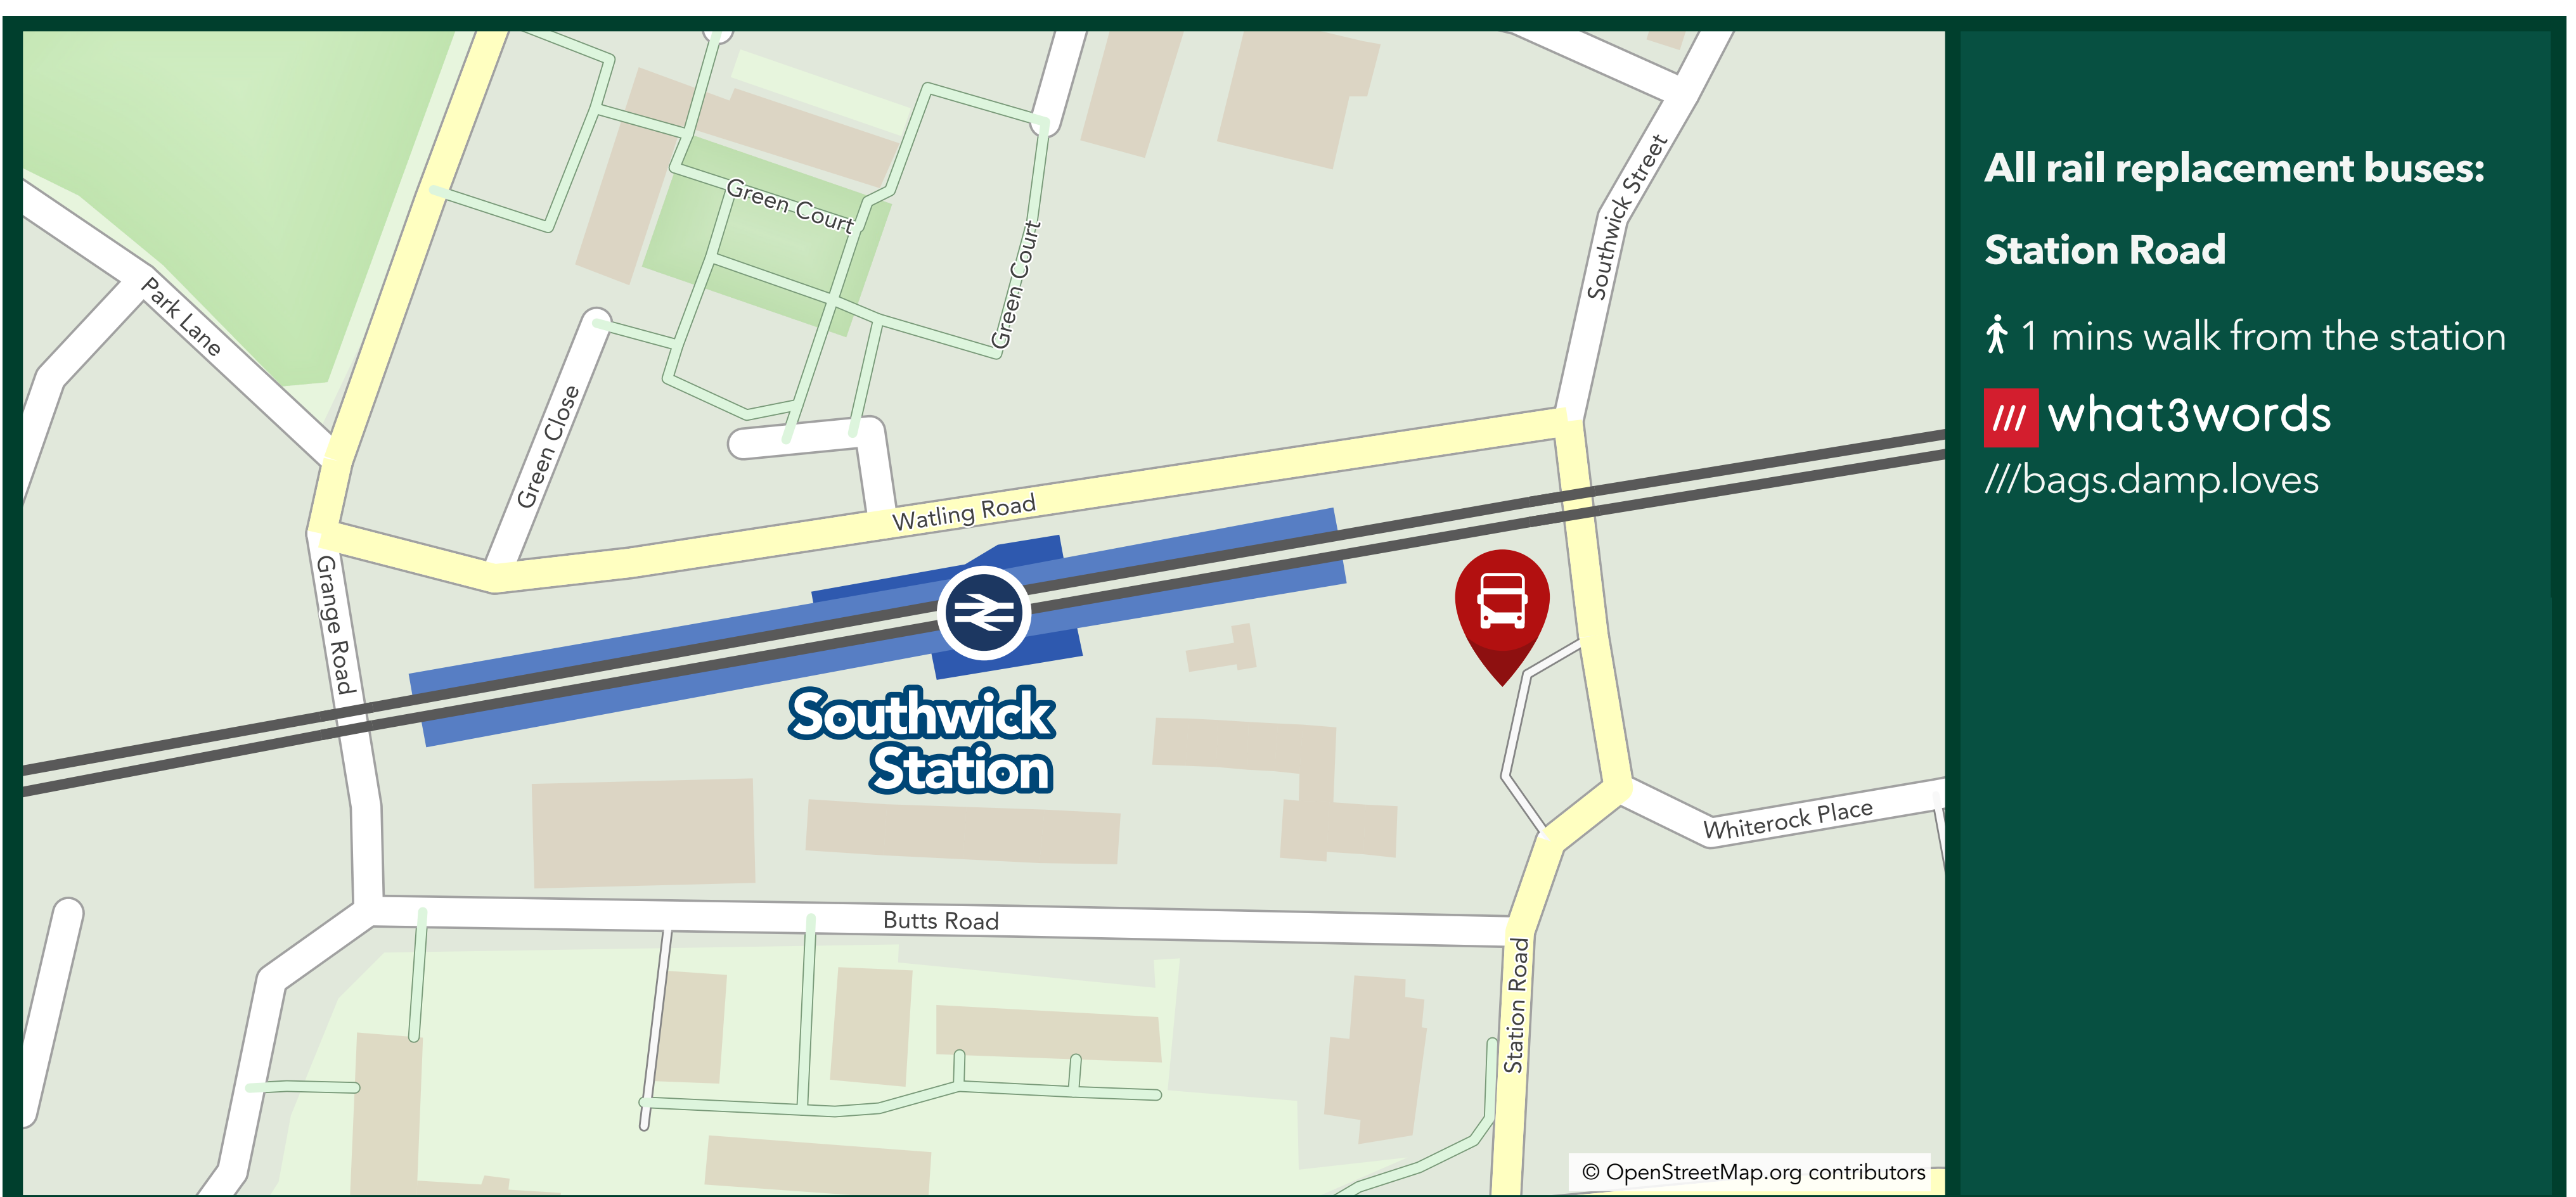 Green Court
Green Court
Southwick Street
Park Lane
Green Close
Watling Road
Grange Road
Southwick
Station
Whiterock Place
Butts Road
Station Road
© OpenStreetMap.org contributors
All rail replacement buses:
Station Road
1 mins walk from the station
/// what3words
///bags.damp.loves